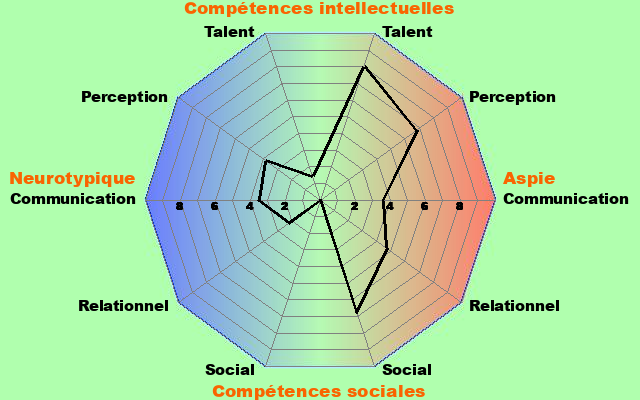 Compétences intellectuelles
Talent Talent
Perception Perception
Neurotypique Aspie
Communication 8 6 4 2 2 4 6 8 Communication
Relationnel Relationnel
Social Social
Compétences sociales